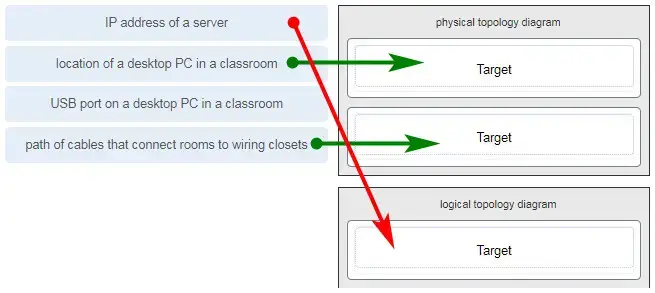 IP address of a server
location of a desktop PC in a classroom
USB port on a desktop PC in a classroom
path of cables that connect rooms to wiring closets
physical topology diagram
Target
Target
logical topology diagram
Target